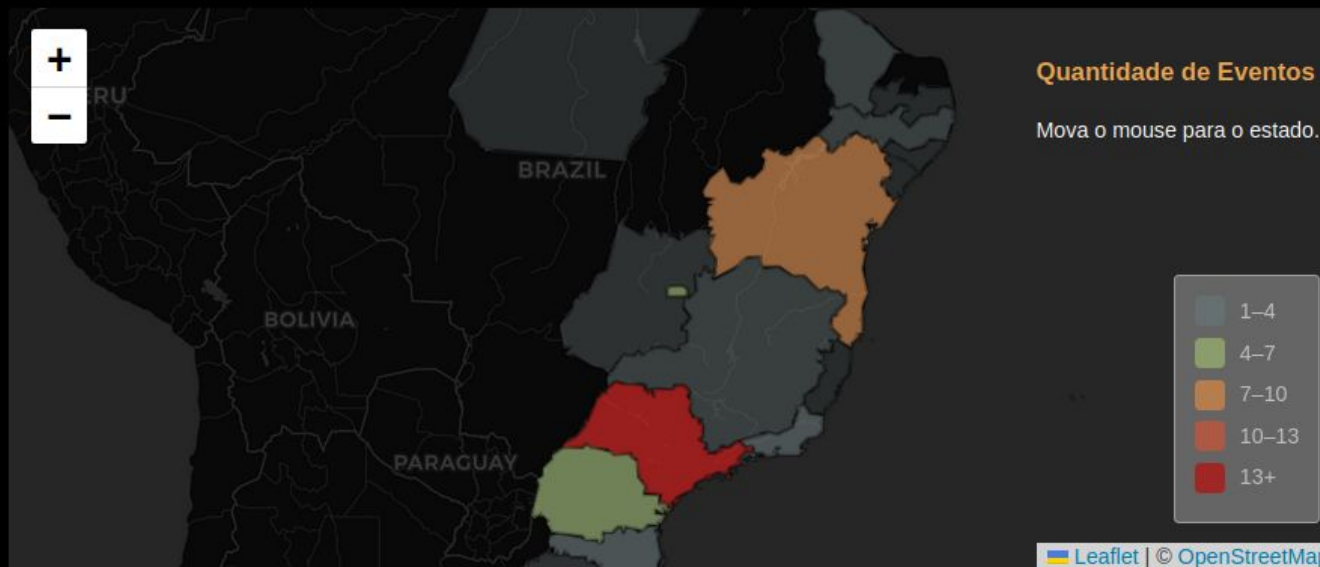 +
−
ERU
BRAZIL
BOLIVIA
PARAGUAY
Quantidade de Eventos
Mova o mouse para o estado.
1–4
4–7
7–10
10–13
13+
Leaflet | © OpenStreetMap